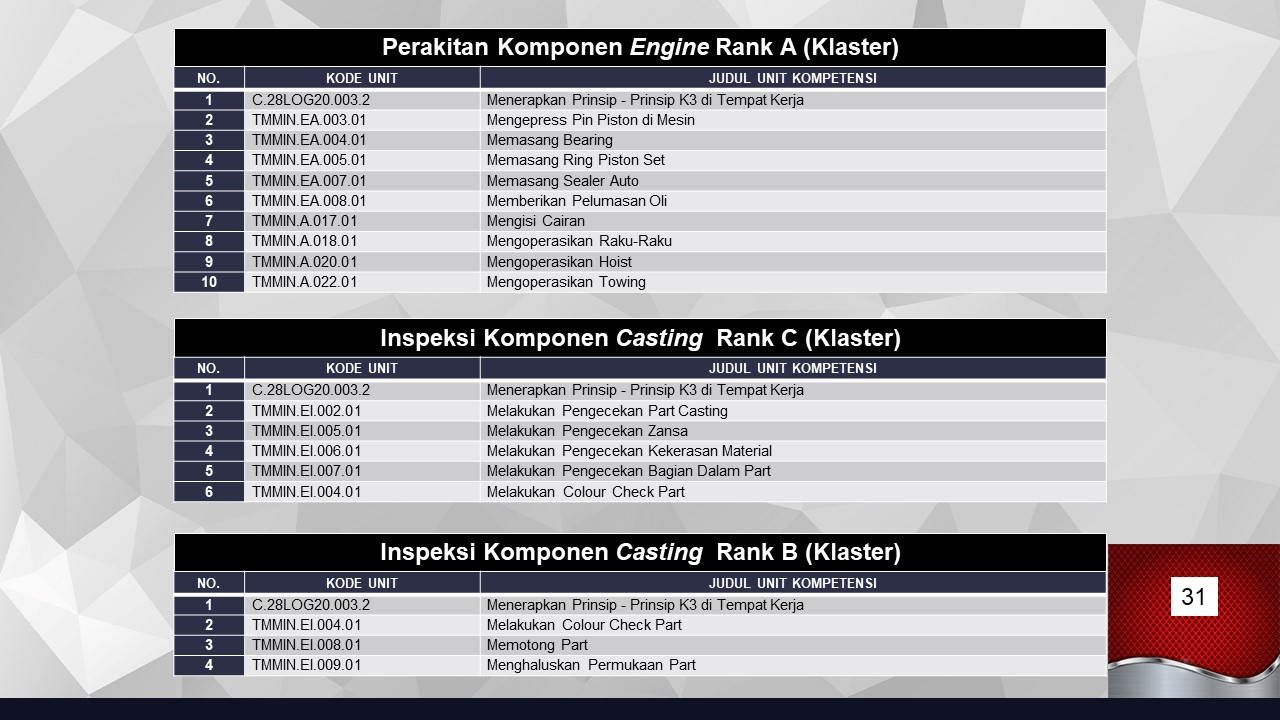 Perakitan Komponen Engine Rank A (Klaster)
NO. KODE UNIT JUDUL UNIT KOMPETENSI
1 C.28LOG20.003.2 Menerapkan Prinsip - Prinsip K3 di Tempat Kerja
2 TMMIN.EA.003.01 Mengepress Pin Piston di Mesin
3 TMMIN.EA.004.01 Memasang Bearing
4 TMMIN.EA.005.01 Memasang Ring Piston Set
5 TMMIN.EA.007.01 Memasang Sealer Auto
6 TMMIN.EA.008.01 Memberikan Pelumasan Oli
7 TMMIN.A.017.01 Mengisi Cairan
8 TMMIN.A.018.01 Mengoperasikan Raku-Raku
9 TMMIN.A.020.01 Mengoperasikan Hoist
10 TMMIN.A.022.01 Mengoperasikan Towing
Inspeksi Komponen Casting Rank C (Klaster)
NO. KODE UNIT JUDUL UNIT KOMPETENSI
1 C.28LOG20.003.2 Menerapkan Prinsip - Prinsip K3 di Tempat Kerja
2 TMMIN.EI.002.01 Melakukan Pengecekan Part Casting
3 TMMIN.EI.005.01 Melakukan Pengecekan Zansa
4 TMMIN.EI.006.01 Melakukan Pengecekan Kekerasan Material
5 TMMIN.EI.007.01 Melakukan Pengecekan Bagian Dalam Part
6 TMMIN.EI.004.01 Melakukan Colour Check Part
Inspeksi Komponen Casting Rank B (Klaster)
NO. KODE UNIT JUDUL UNIT KOMPETENSI
1 C.28LOG20.003.2 Menerapkan Prinsip - Prinsip K3 di Tempat Kerja
2 TMMIN.EI.004.01 Melakukan Colour Check Part
3 TMMIN.EI.008.01 Memotong Part
4 TMMIN.EI.009.01 Menghaluskan Permukaan Part
31